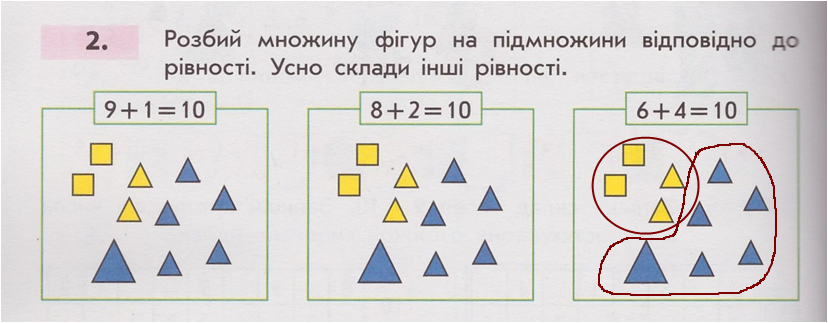 2. Розбий множину фігур на підмножини відповідно до
рівності. Усно склади інші рівності.
9+1=10
8+2=10
6+4=10